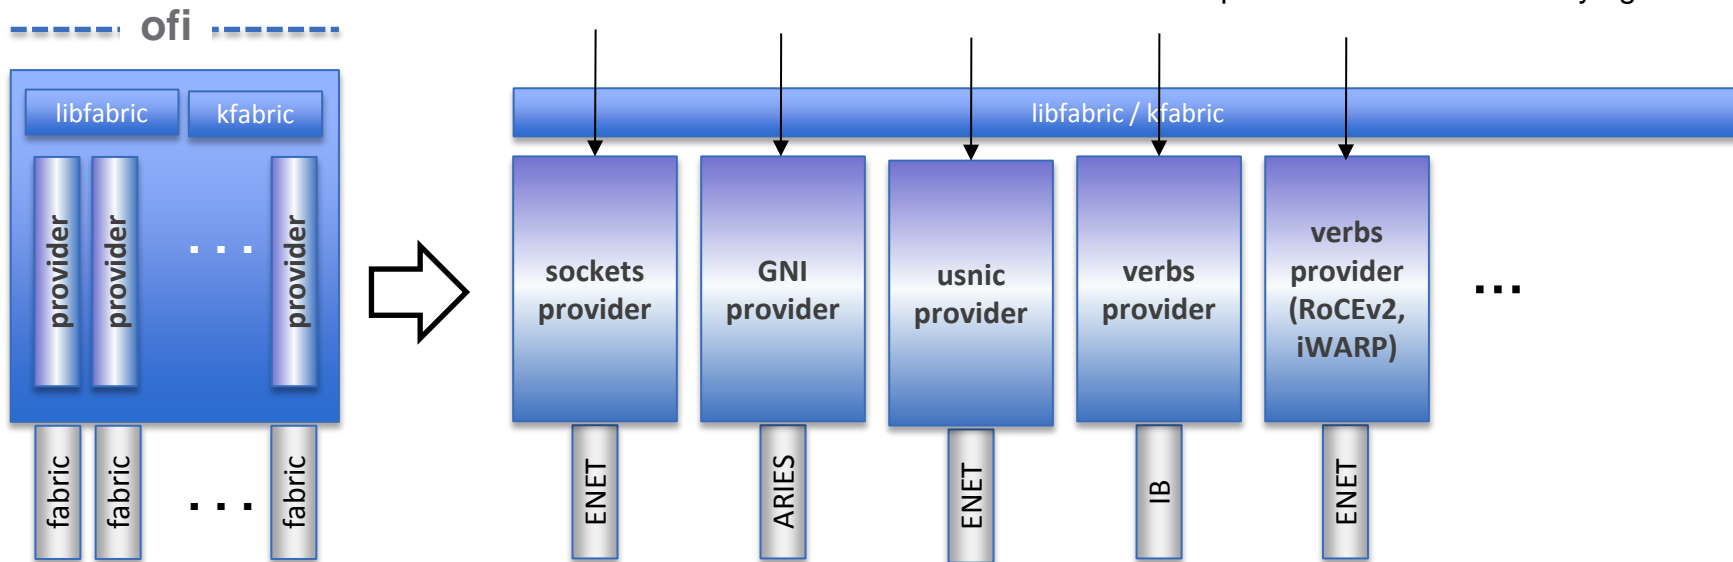 ofi
libfabric
kfabric
provider
provider
. . .
provider
fabric
fabric
. . .
fabric
libfabric / kfabric
sockets
provider
GNI
provider
usnic
provider
verbs
provider
verbs
provider
(RoCEv2,
iWARP)
...
ENET
ARIES
ENET
IB
ENET